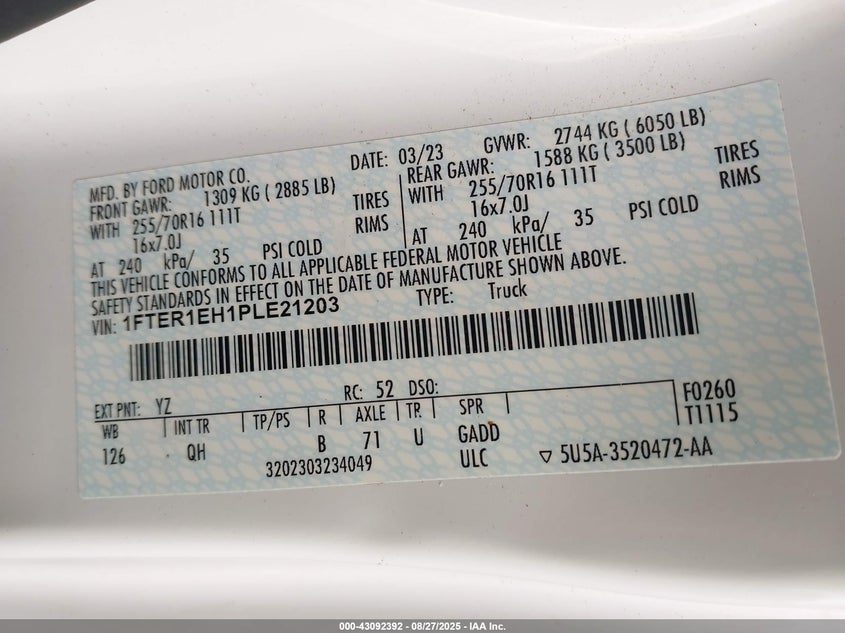 MFD. BY FORD MOTOR CO.
DATE: 03/23 GVWR: 2744 KG ( 6050 LB)
FRONT GAWR: 1309 KG ( 2885 LB)
WITH 255/70R16 111T TIRES
16x7.0J RIMS
AT 240 kPa/ 35 PSI COLD
REAR GAWR: 1588 KG ( 3500 LB)
WITH 255/70R16 111T TIRES
16x7.0J RIMS
AT 240 kPa/ 35 PSI COLD
THIS VEHICLE CONFORMS TO ALL APPLICABLE FEDERAL MOTOR VEHICLE
SAFETY STANDARDS IN EFFECT ON THE DATE OF MANUFACTURE SHOWN ABOVE.
VIN: 1FTER1EH1PLE21203 TYPE: Truck
EXT PNT: YZ RC: 52 DSO:
WB INT TR TP/PS R AXLE TR SPR F0260
126 QH B 71 U GADD T1115
3202303234049 ULC ▽ 5U5A-3520472-AA
000-43092392 - 08/27/2025 - IAA Inc.